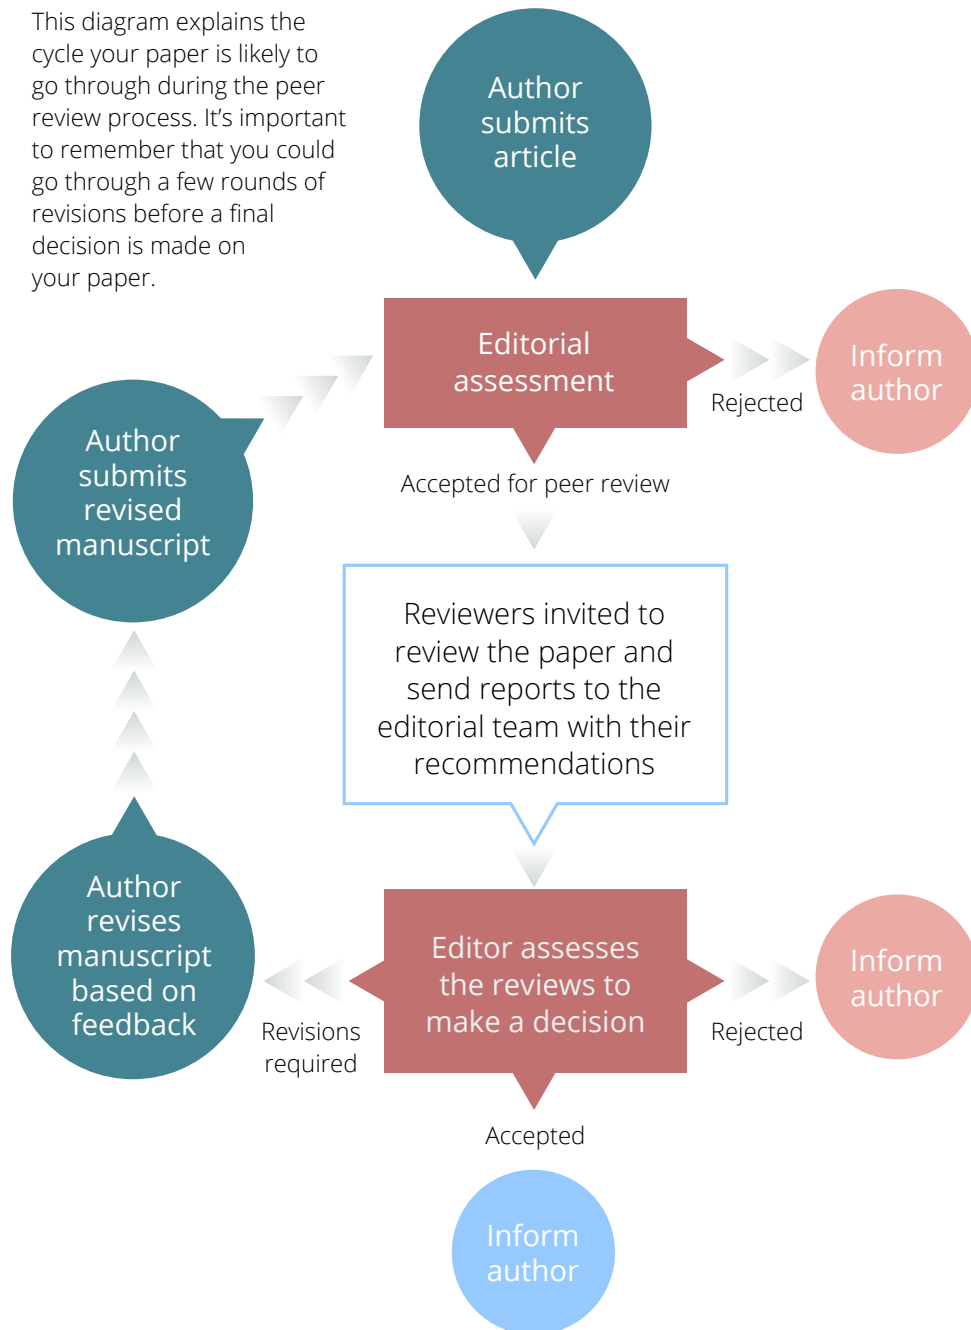 This diagram explains the
cycle your paper is likely to
go through during the peer
review process. It's important
to remember that you could
go through a few rounds of
revisions before a final
decision is made on
your paper.
Author
submits
article
Editorial
assessment
Rejected
Inform
author
Accepted for peer review
Author
submits
revised
manuscript
Reviewers invited to
review the paper and
send reports to the
editorial team with their
recommendations
Author
revises
manuscript
based on
feedback
Revisions
required
Editor assesses
the reviews to
make a decision
Rejected
Inform
author
Accepted
Inform
author